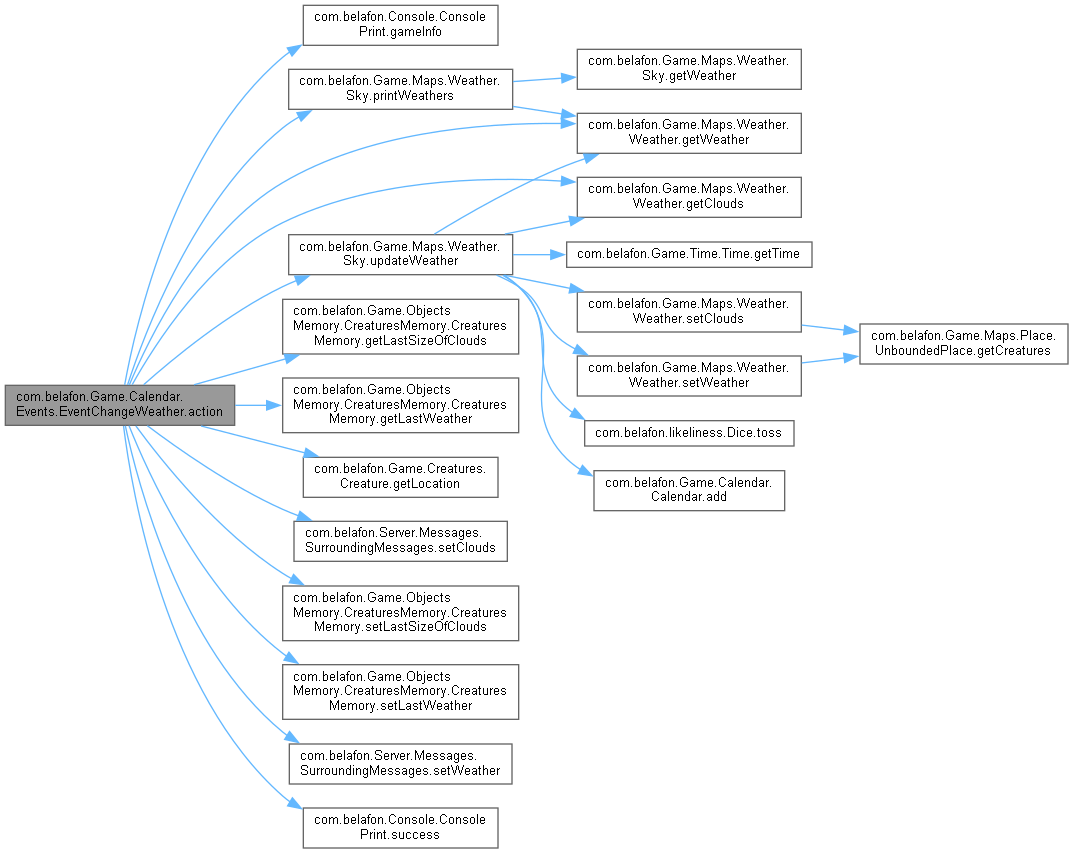 com.belafon.Console.Console
Print.gameInfo
com.belafon.Game.Maps.Weather.
Sky.printWeathers
com.belafon.Game.Maps.Weather.
Sky.getWeather
com.belafon.Game.Maps.Weather.
Weather.getWeather
com.belafon.Game.Maps.Weather.
Weather.getClouds
com.belafon.Game.Maps.Weather.
Sky.updateWeather
com.belafon.Game.Time.Time.getTime
com.belafon.Game.Maps.Weather.
Weather.setClouds
com.belafon.Game.Objects
Memory.CreaturesMemory.Creatures
Memory.getLastSizeOfClouds
com.belafon.Game.Maps.Place.
UnboundedPlace.getCreatures
com.belafon.Game.Maps.Weather.
Weather.setWeather
com.belafon.Game.Calendar.
Events.EventChangeWeather.action
com.belafon.Game.Objects
Memory.CreaturesMemory.Creatures
Memory.getLastWeather
com.belafon.likeliness.Dice.toss
com.belafon.Game.Creatures.
Creature.getLocation
com.belafon.Game.Calendar.
Calendar.add
com.belafon.Server.Messages.
SurroundingMessages.setClouds
com.belafon.Game.Objects
Memory.CreaturesMemory.Creatures
Memory.setLastSizeOfClouds
com.belafon.Game.Objects
Memory.CreaturesMemory.Creatures
Memory.setLastWeather
com.belafon.Server.Messages.
SurroundingMessages.setWeather
com.belafon.Console.Console
Print.success